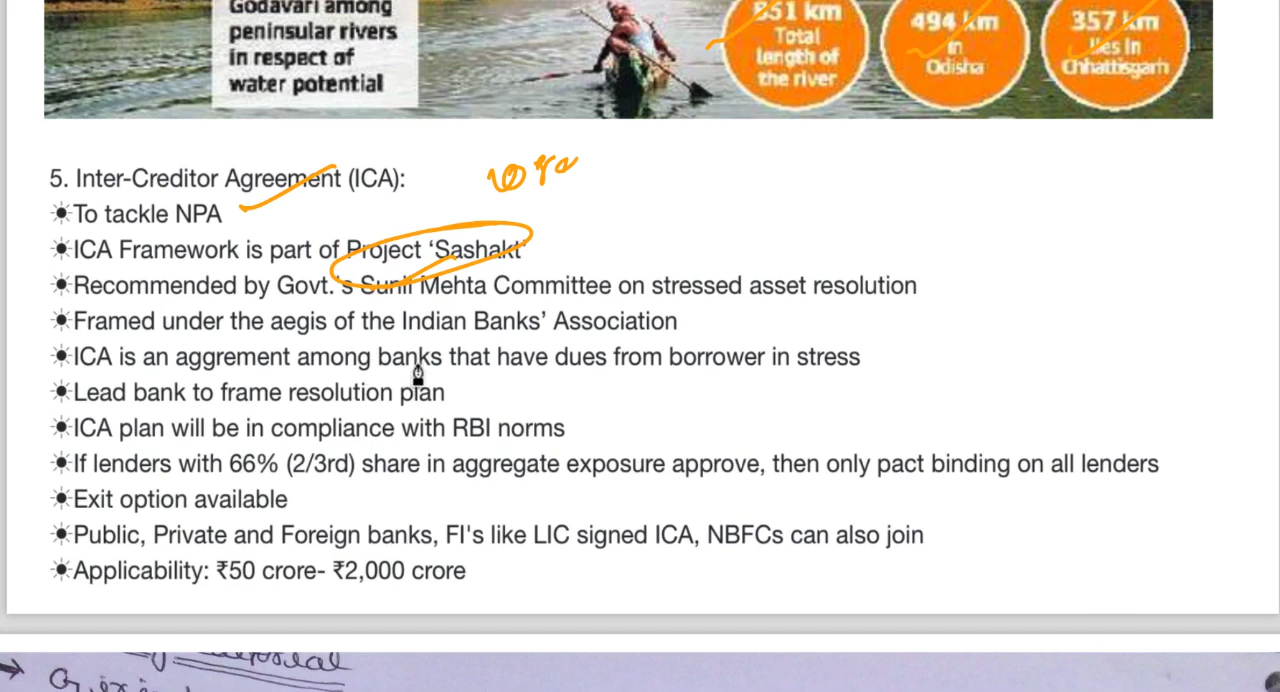 Godavari among
peninsular rivers
in respect of
water potential
851 km
Total
length of
the river
494 km
in
Odisha
357 km
lies in
Chhattisgarh
5. Inter-Creditor Agreement (ICA):
To tackle NPA
ICA Framework is part of Project ‘Sashakt’
Recommended by Govt.'s Sunil Mehta Committee on stressed asset resolution
Framed under the aegis of the Indian Banks’ Association
ICA is an aggrement among banks that have dues from borrower in stress
Lead bank to frame resolution plan
ICA plan will be in compliance with RBI norms
If lenders with 66% (2/3rd) share in aggregate exposure approve, then only pact binding on all lenders
Exit option available
Public, Private and Foreign banks, FI's like LIC signed ICA, NBFCs can also join
Applicability: ₹50 crore- ₹2,000 crore